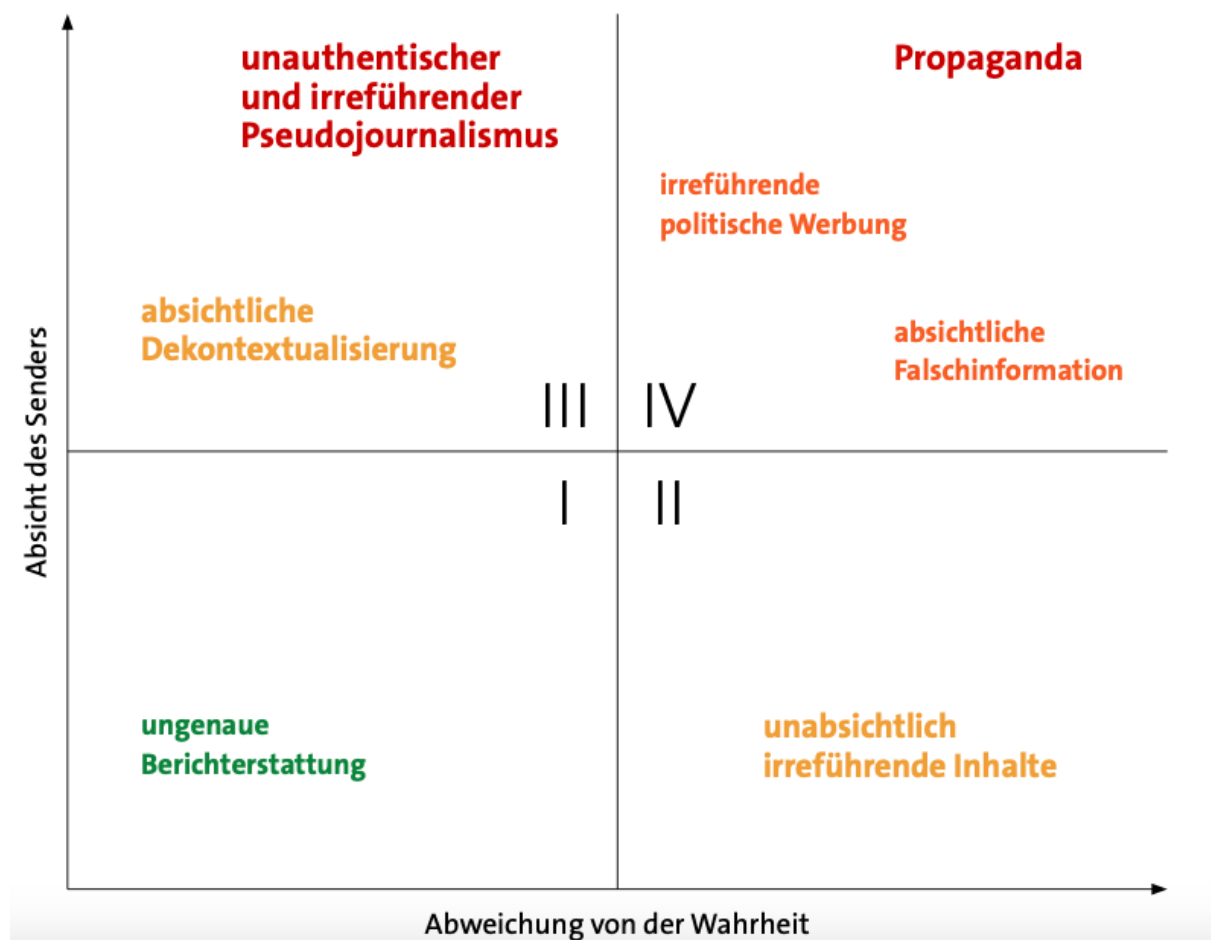 unauthentischer
und irreführender
Pseudojournalismus
Propaganda
irreführende
politische Werbung
absichtliche
Dekontextualisierung
absichtliche
Falschinformation
III
IV
I
II
ungenaue
Berichterstattung
unabsichtlich
irreführende Inhalte
Absicht des Senders
Abweichung von der Wahrheit